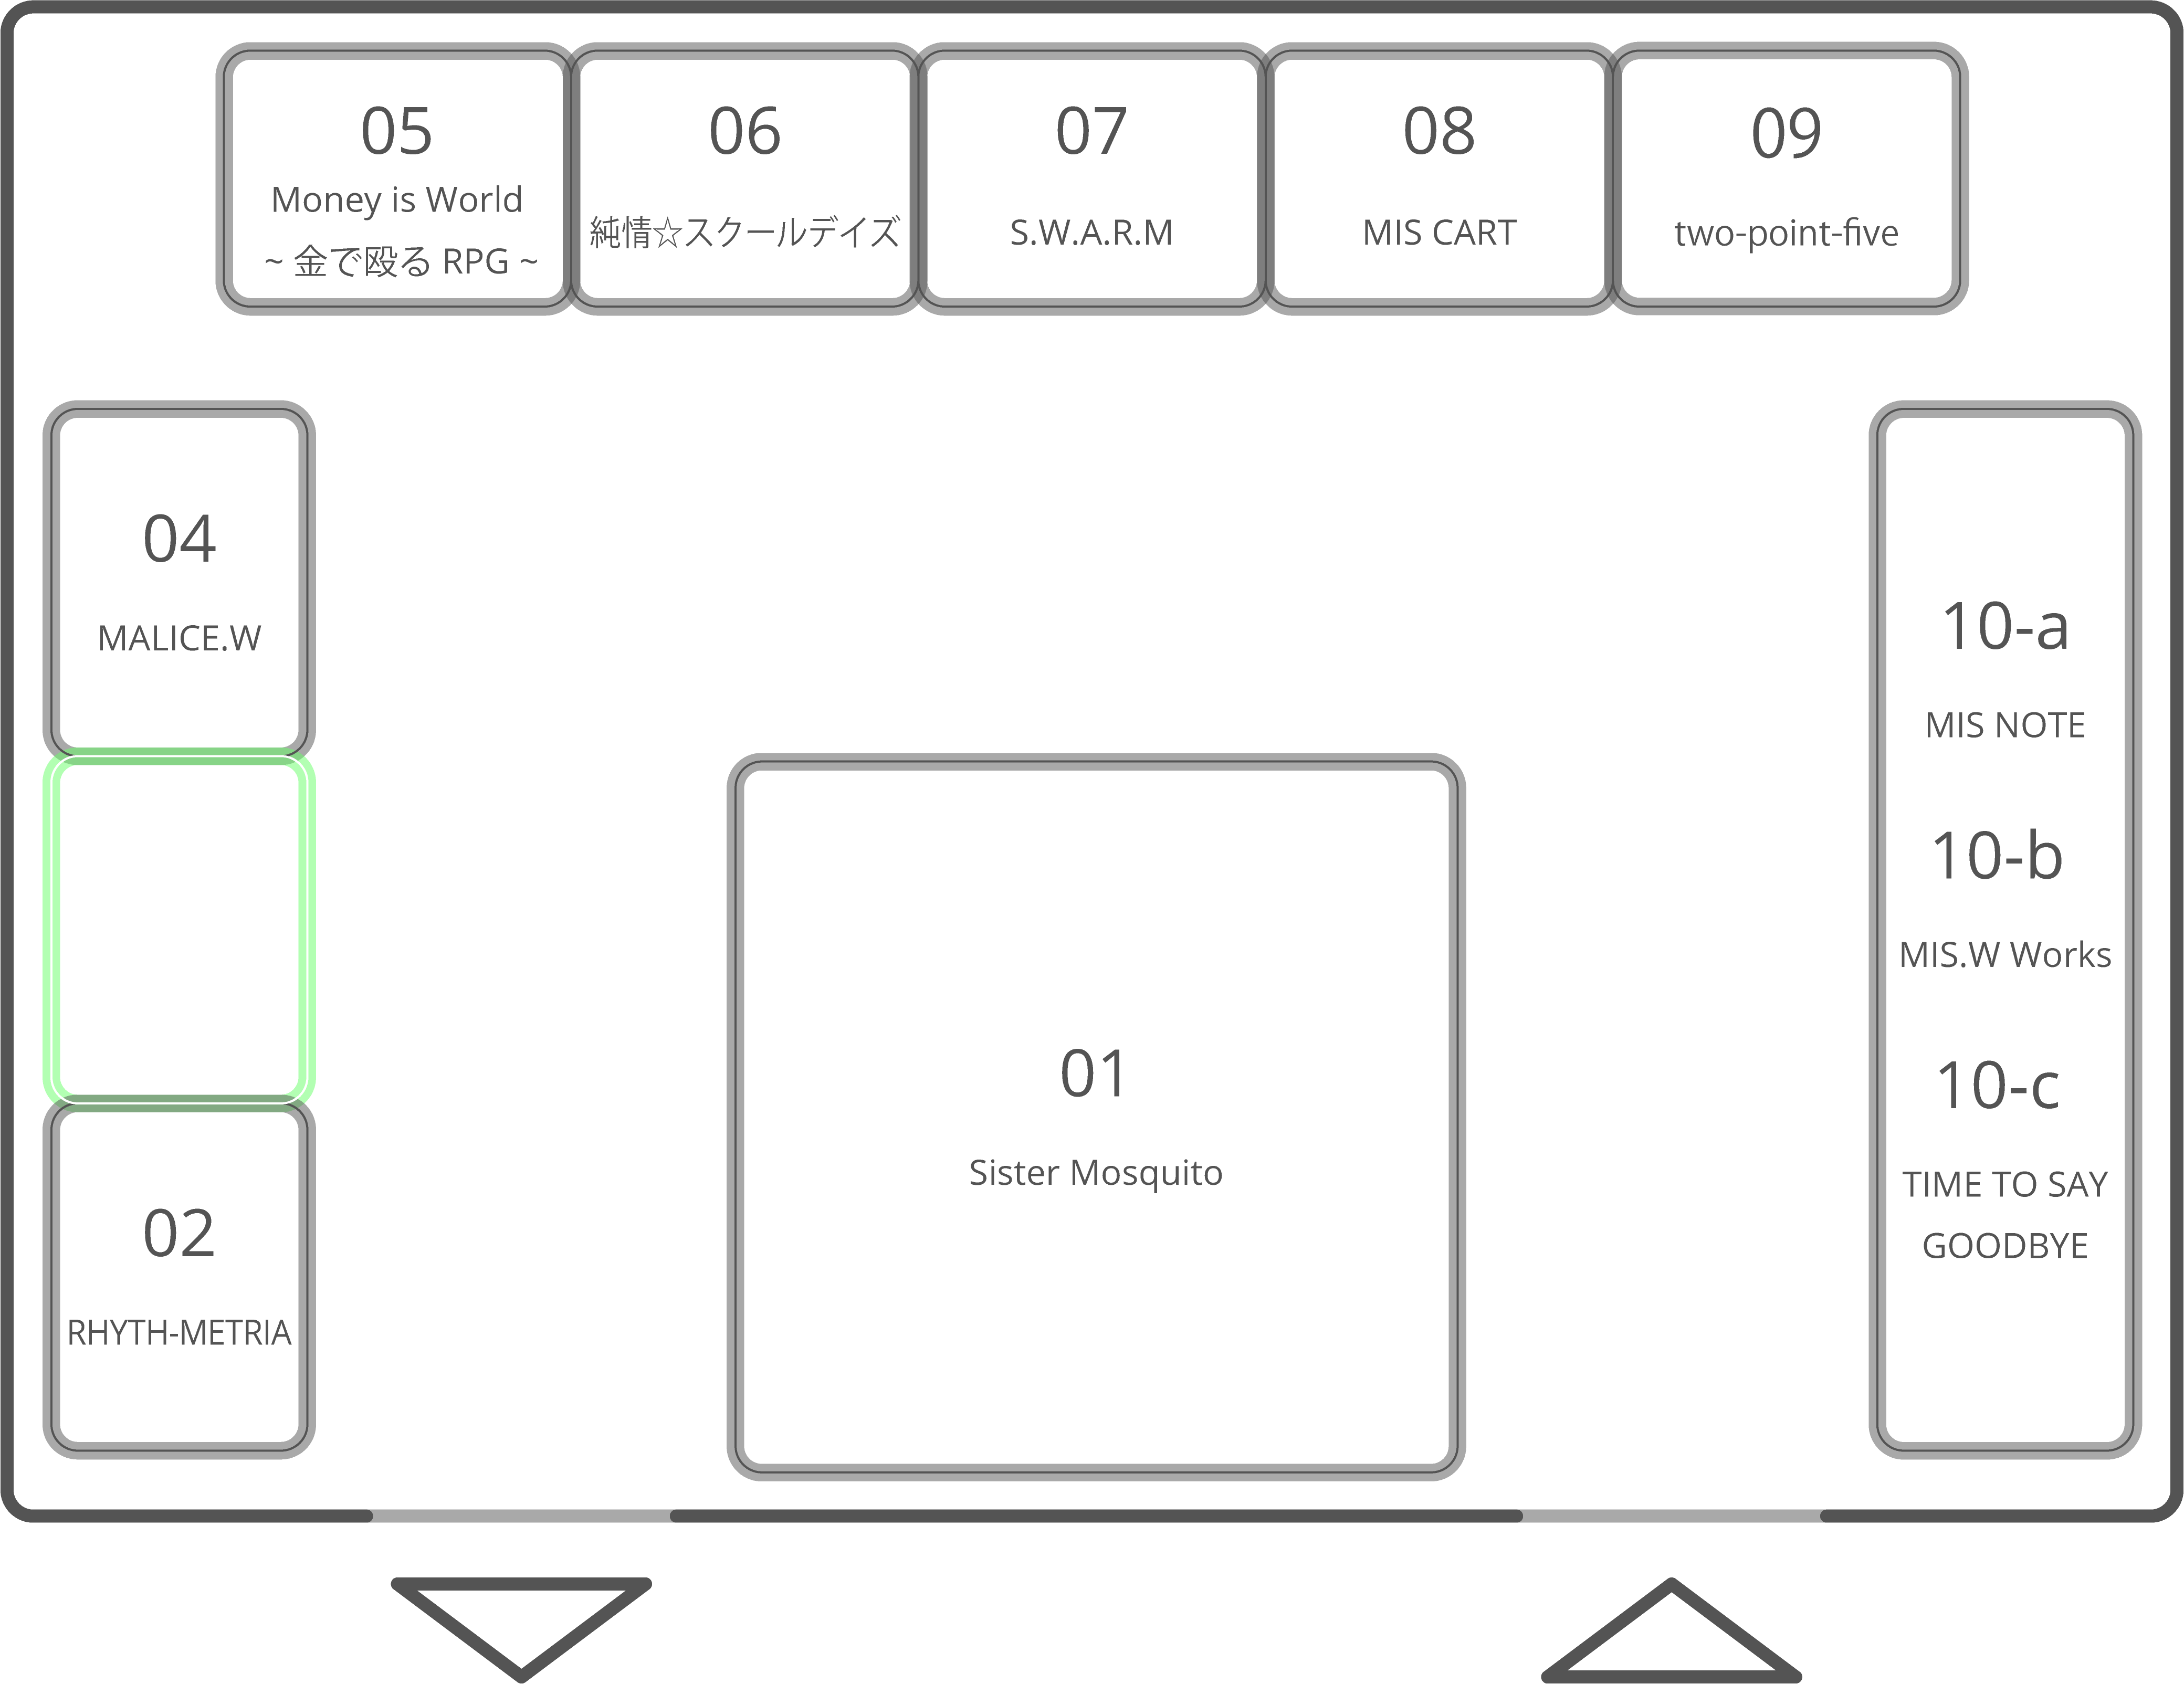 05
Money is World
~ 金で殴る RPG ~
06
純情☆スクールデイズ
07
S.W.A.R.M
08
MIS CART
09
two-point-five
04
MALICE.W
02
RHYTH-METRIA
01
Sister Mosquito
10-a
MIS NOTE
10-b
MIS.W Works
10-c
TIME TO SAY
GOODBYE